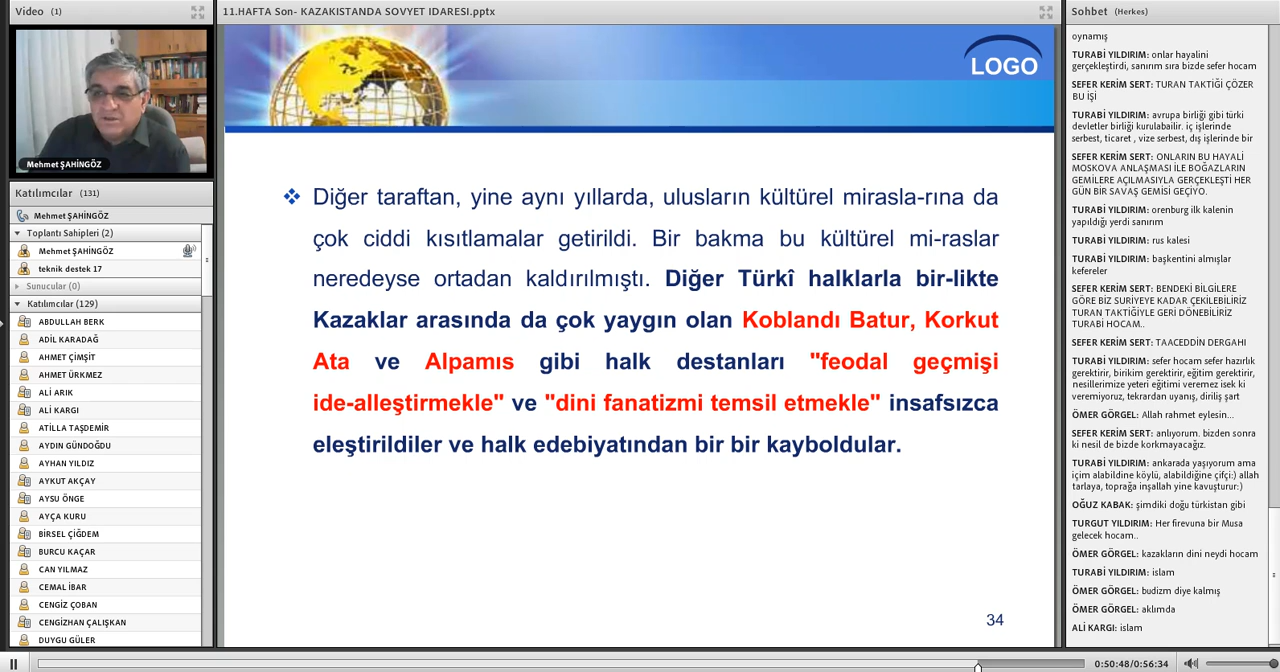 Video (1)
Mehmet ŞAHİNGÖZ
Katılımcılar (131)
Mehmet ŞAHİNGÖZ
Toplantı Sahipleri (2)
Mehmet ŞAHİNGÖZ
teknik destek 17
Sunucular (0)
Katılımcılar (129)
ABDULLAH BERK
ADİL KARADAĞ
AHMET ÇİMŞİT
AHMET ÜRKMEZ
ALİ ARIK
ALİ KARGI
ATİLLA TAŞDEMİR
AYDIN GÜNDOĞDU
AYHAN YILDIZ
AYKUT AKÇAY
AYSU ÖNGE
AYÇA KURU
BİRSEL ÇİĞDEM
BURCU KAÇAR
CAN YILMAZ
CEMAL İBAR
CENGİZ ÇOBAN
CENGİZHAN ÇALIŞKAN
DUYGU GÜLER
11.HAFTA Son- KAZAKISTANDA SOVYET IDARESI.pptx
LOGO
Diğer taraftan, yine aynı yıllarda, ulusların kültürel mirasla-rına da
çok ciddi kısıtlamalar getirildi. Bir bakma bu kültürel mi-raslar
neredeyse ortadan kaldırılmıştı. Diğer Türkî halklarla bir-likte
Kazaklar arasında da çok yaygın olan Koblandı Batur, Korkut
Ata ve Alpamıs gibi halk destanları "feodal geçmişi
ide-alleştirmekle" ve "dini fanatizmi temsil etmekle" insafsızca
eleştirildiler ve halk edebiyatından bir bir kayboldular.
34
Sohbet (Herkes)
oynamış
TURABİ YILDIRIM: onlar hayalini
gerçekleştirdi, sanırım sıra bizde sefer hocam
SEFER KERİM SERT: TURAN TAKTİĞİ ÇÖZER
BU İŞİ
TURABİ YILDIRIM: avrupa birliği gibi türki
devletler birliği kurulabailir. iç işlerinde
serbest, ticaret , vize serbest, dış işlerinde bir
SEFER KERİM SERT: ONLARIN BU HAYALİ
MOSKOVA ANLAŞMASI İLE BOĞAZLARIN
GEMİLERE AÇILMASIYLA GERÇEKLEŞTİ HER
GÜN BİR SAVAŞ GEMİSİ GEÇİYO.
TURABİ YILDIRIM: orenburg ilk kalenin
yapıldığı yerdi sanırım
TURABİ YILDIRIM: rus kalesi
TURABİ YILDIRIM: başkentini almışlar
kefereler
SEFER KERİM SERT: BENDEKİ BİLGİLERE
GÖRE BİZ SURİYEYE KADAR ÇEKİLEBİLİRİZ
TURAN TAKTİĞİYLE GERİ DÖNEBİLİRİZ
TURABİ HOCAM..
SEFER KERİM SERT: TAACEDDİN DERGAHI
TURABİ YILDIRIM: sefer hocam sefer hazırlık
gerektirir, birikim gerektirir, eğitim gerektirir,
nesillerimize yeteri eğitimi veremez isek ki
veremiyoruz, tekrardan uyanış, diriliş şart
ÖMER GÖRGEL: Allah rahmet eylesin...
SEFER KERİM SERT: anlıyorum. bizden sonra
ki nesil de bizde korkmayacağız.
TURABİ YILDIRIM: ankarada yaşıyorum ama
içim alabildine köylü, alabildiğine çifçi:) allah
tarlaya, toprağa inşallah yine kavuşturur:)
OĞUZ KABAK: şimdiki doğu türkistan gibi
TURGUT YILDIRIM: Her firevuna bir Musa
gelecek hocam..
ÖMER GÖRGEL: kazakların dini neydi hocam
TURABİ YILDIRIM: islam
ÖMER GÖRGEL: budizm diye kalmış
ÖMER GÖRGEL: aklımda
ALİ KARGI: islam
0:50:48/0:56:34